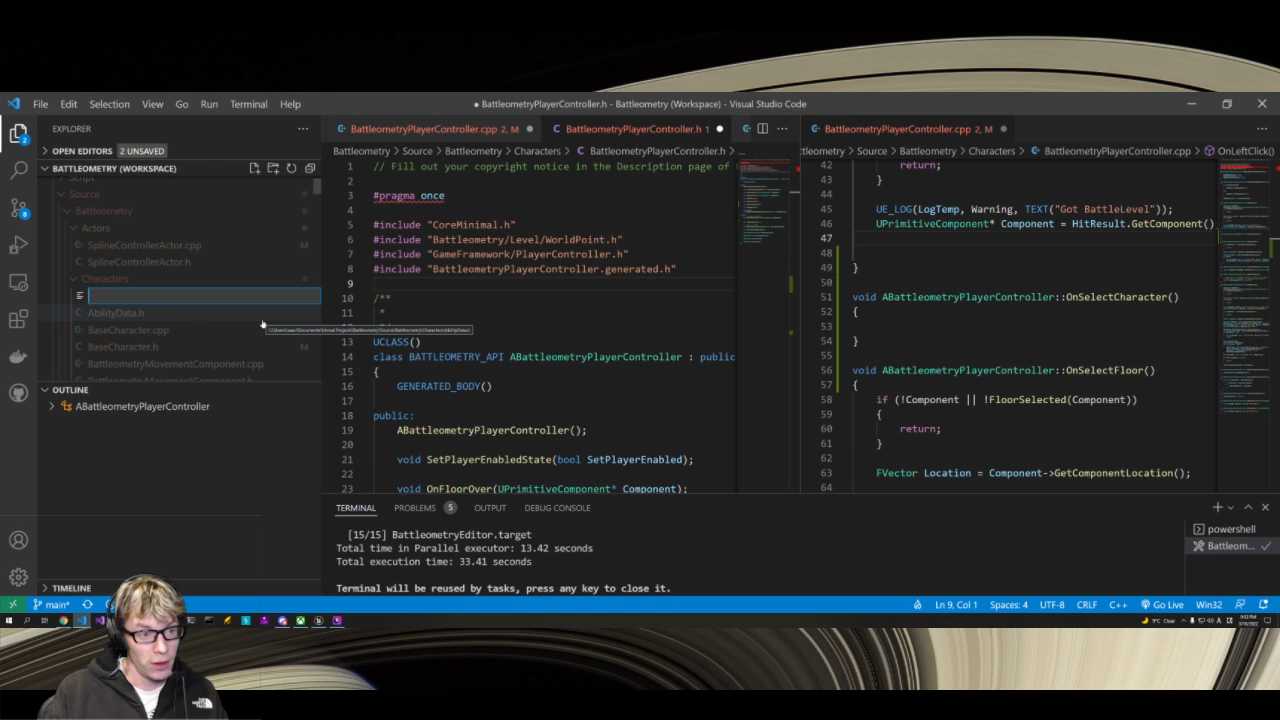 File Edit Selection View Go Run Terminal Help
● BattleometryPlayerController.h - Battleometry (Workspace) - Visual Studio Code
EXPLORER
OPEN EDITORS 2 UNSAVED
BATTLEOMETRY (WORKSPACE)
Script
Source
Battleometry
Actors
SplineControllerActor.cpp M
SplineControllerActor.h
Characters
AbilityData.h
BaseCharacter.cpp
BaseCharacter.h M
BattleometryMovementComponent.cpp
OUTLINE
ABattleometryPlayerController
TIMELINE
BattleometryPlayerController.cpp 2, M
BattleometryPlayerController.h 1
Battleometry > Source > Battleometry > Characters > BattleometryPlayerController.h > ...
1 // Fill out your copyright notice in the Description page of
2
3 #pragma once
4
5 #include "CoreMinimal.h"
6 #include "Battleometry/Level/WorldPoint.h"
7 #include "GameFramework/PlayerController.h"
8 #include "BattleometryPlayerController.generated.h"
9
10 /**
11 *
12
13 UCLASS()
14 class BATTLEOMETRY_API ABattleometryPlayerController : public
15 {
16 GENERATED_BODY()
17
18 public:
19 ABattleometryPlayerController();
20
21 void SetPlayerEnabledState(bool SetPlayerEnabled);
22
23 void OnFloorOver(UPrimitiveComponent* Component);
BattleometryPlayerController.cpp 2, M
ttleometry > Source > Battleometry > Characters > BattleometryPlayerController.cpp > OnLeftClick()
42 return;
43 }
44
45 UE_LOG(LogTemp, Warning, TEXT("Got BattleLevel"));
46 UPrimitiveComponent* Component = HitResult.GetComponent()
47
48
49 }
50
51 void ABattleometryPlayerController::OnSelectCharacter()
52 {
53
54 }
55
56 void ABattleometryPlayerController::OnSelectFloor()
57 {
58 if (!Component || !FloorSelected(Component))
59 {
60 return;
61 }
62
63 FVector Location = Component->GetComponentLocation();
64
TERMINAL PROBLEMS 5 OUTPUT DEBUG CONSOLE
[15/15] BattleometryEditor.target
Total time in Parallel executor: 13.42 seconds
Total execution time: 33.41 seconds
Terminal will be reused by tasks, press any key to close it.
powershell
Battleom...
main*
Ln 9, Col 1 Spaces: 4 UTF-8 CRLF C++ Go Live Win32
9°C Clear